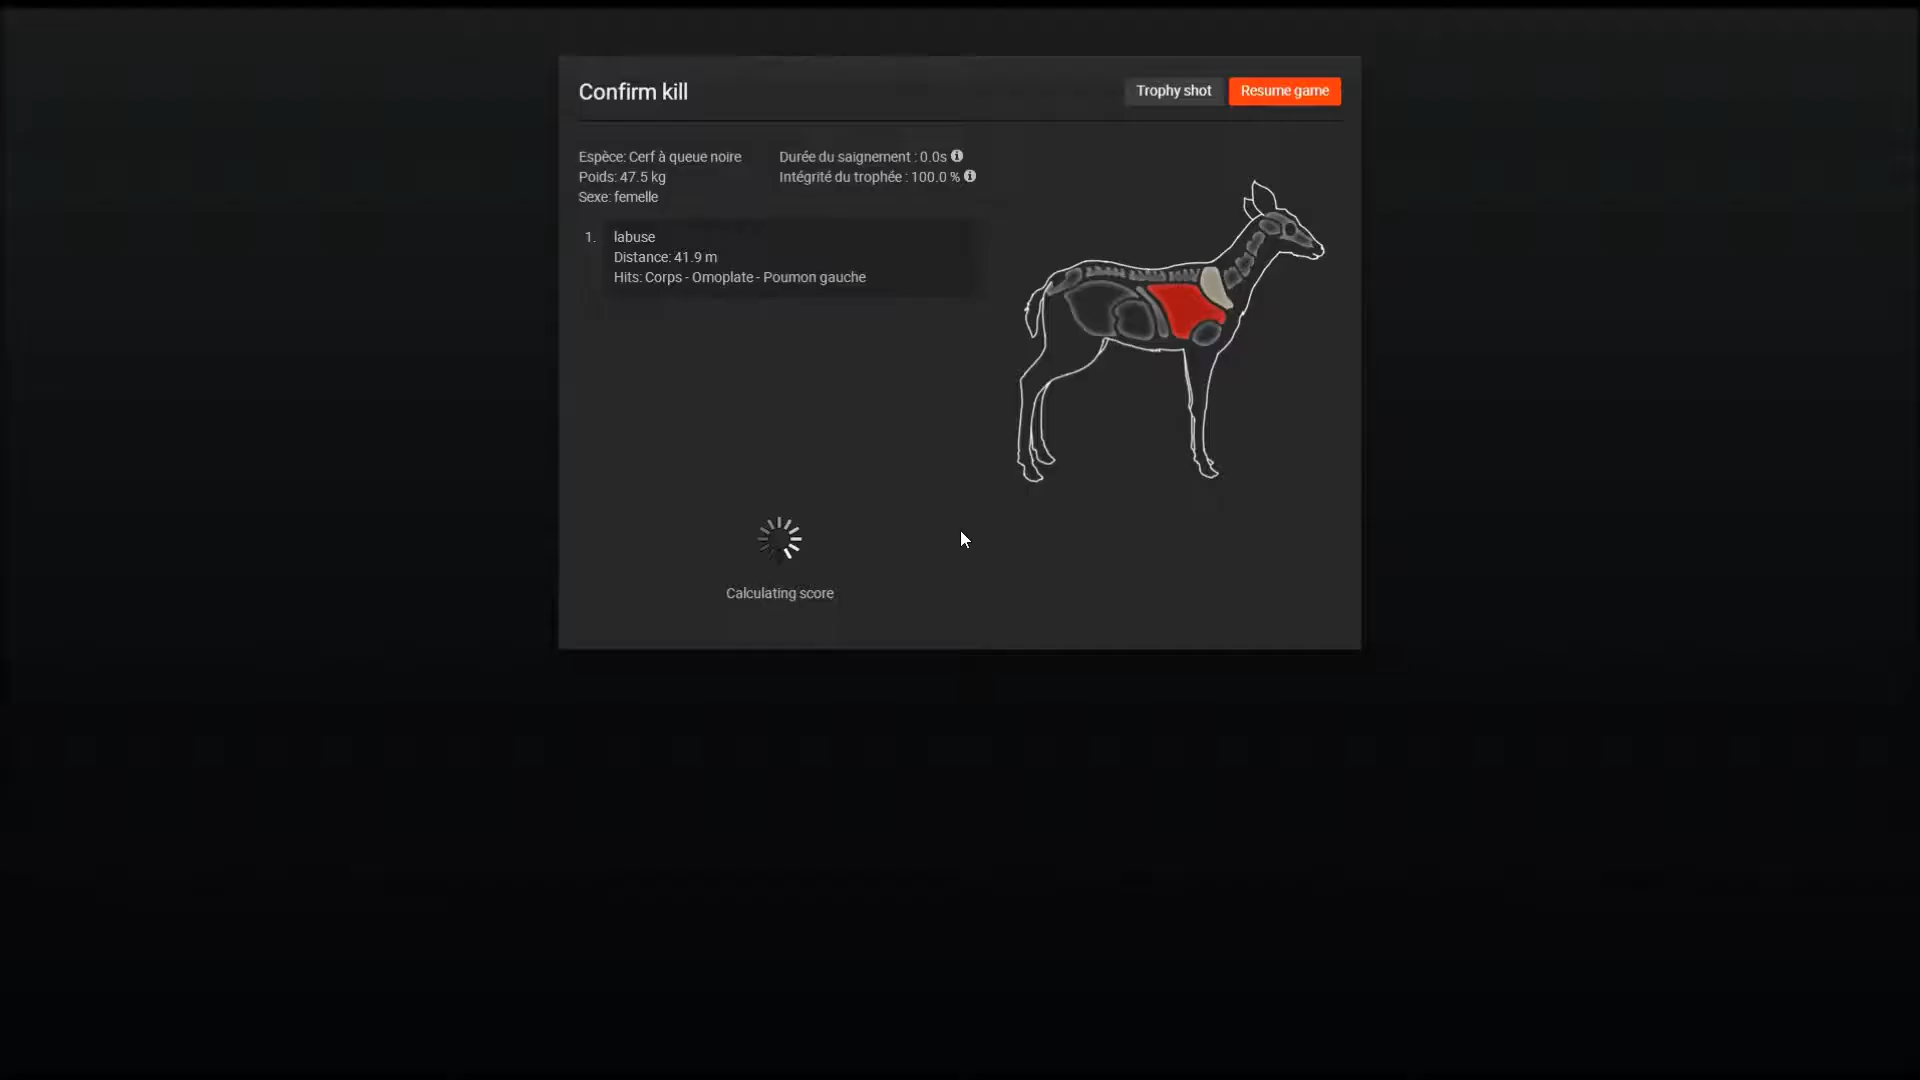 Confirm kill
Trophy shot
Resume game
Espèce: Cerf à queue noire
Poids: 47.5 kg
Sexe: femelle
Durée du saignement : 0.0s
Intégrité du trophée : 100.0 %
1. labuse
Distance: 41.9 m
Hits: Corps - Omoplate - Poumon gauche
Calculating score